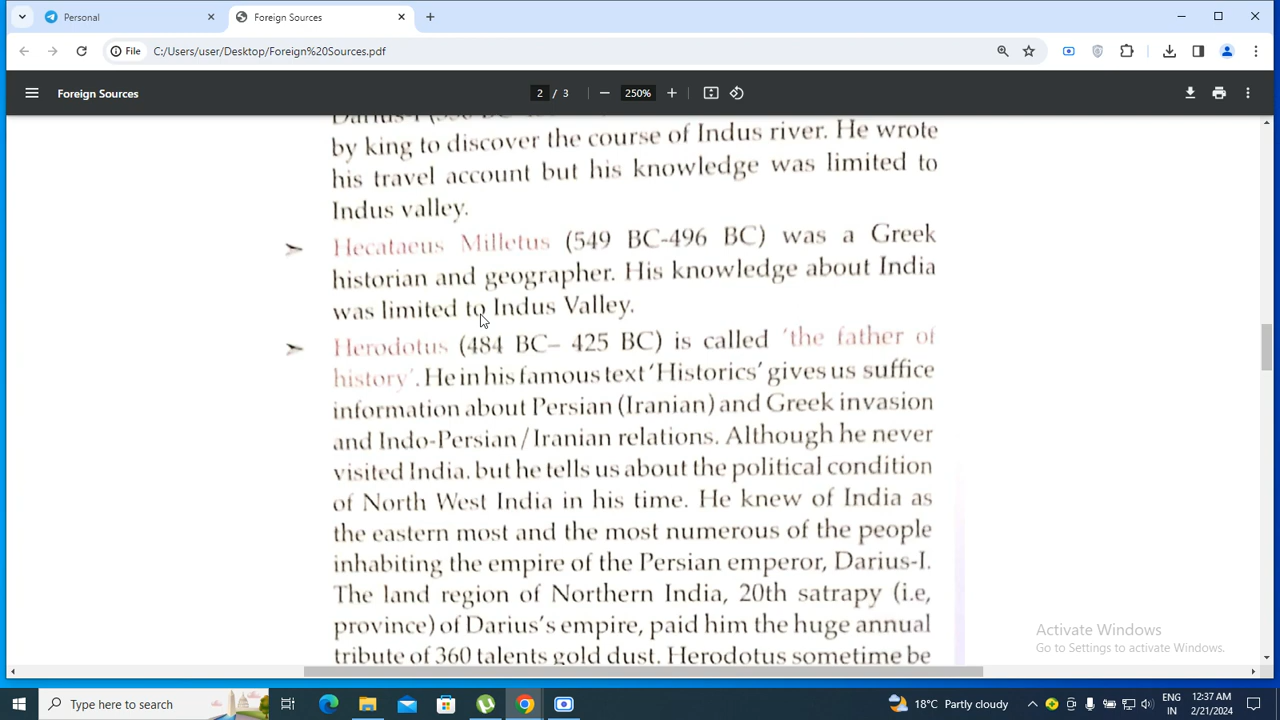 Personal
Foreign Sources
File
C:/Users/user/Desktop/Foreign%20Sources.pdf
Foreign Sources
2 / 3
250%
by king to discover the course of Indus river. He wrote
his travel account but his knowledge was limited to
Indus valley.
➢ Hecataeus Milletus (549 BC-496 BC) was a Greek
historian and geographer. His knowledge about India
was limited to Indus Valley.
➢ Herodotus (484 BC– 425 BC) is called 'the father of
history'. He in his famous text 'Historics' gives us suffice
information about Persian (Iranian) and Greek invasion
and Indo-Persian/Iranian relations. Although he never
visited India. but he tells us about the political condition
of North West India in his time. He knew of India as
the eastern most and the most numerous of the people
inhabiting the empire of the Persian emperor, Darius-I.
The land region of Northern India, 20th satrapy (i.e,
province) of Darius's empire, paid him the huge annual
tribute of 360 talents gold dust. Herodotus sometime be
Activate Windows
Go to Settings to activate Windows.
Type here to search
18°C Partly cloudy
ENG
IN
12:37 AM
2/21/2024